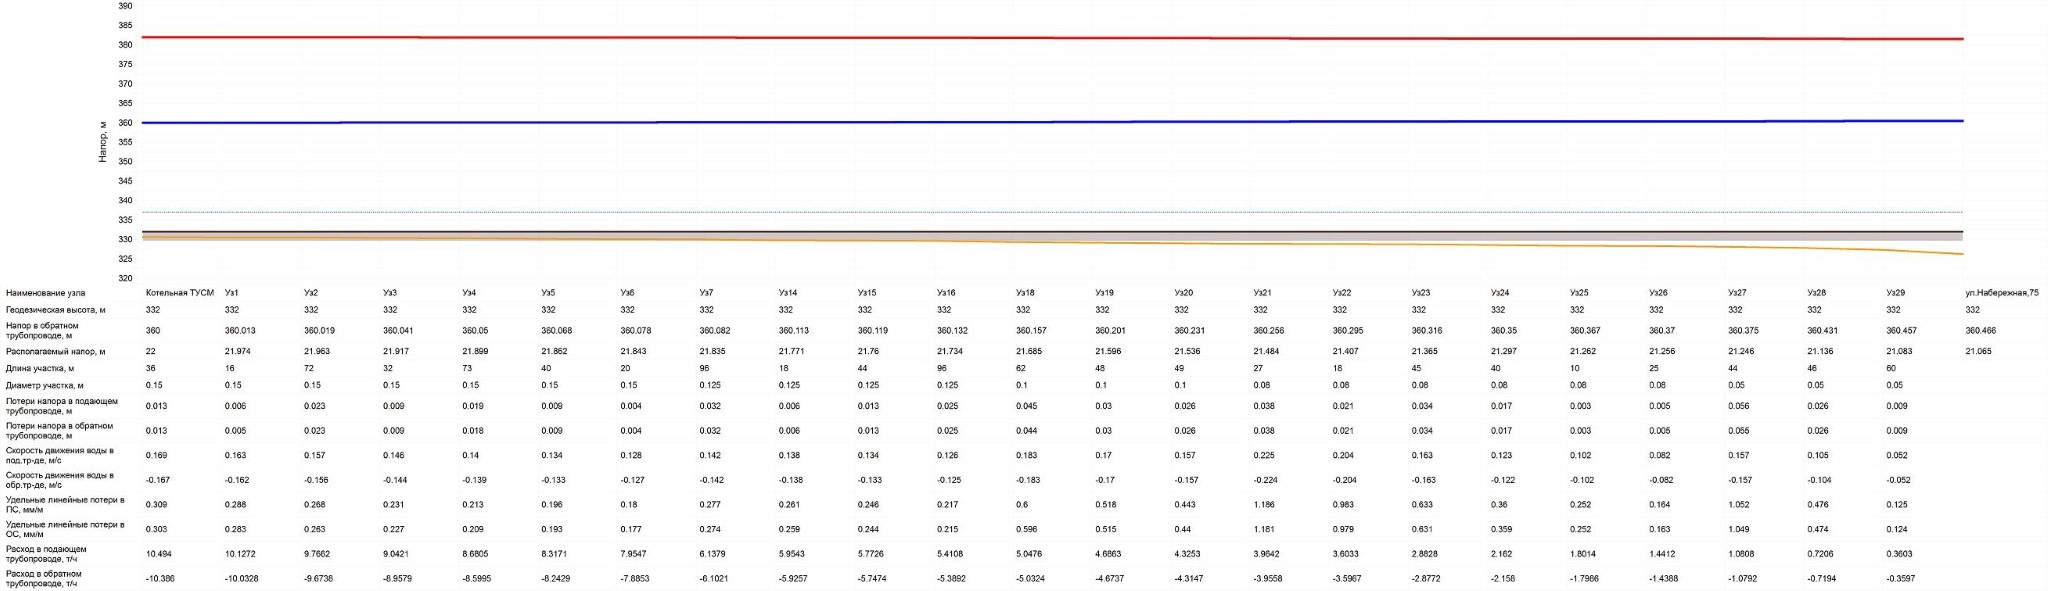 390
385
380
375
370
365
360
355
350
345
340
335
330
325
320
Напор, м
Наименование узла Котельная ТУСМ Уз1 Уз2 Уз3 Уз4 Уз5 Уз6 Уз7 Уз14 Уз15 Уз16 Уз18 Уз19 Уз20 Уз21 Уз22 Уз23 Уз24 Уз25 Уз26 Уз27 Уз28 Уз29 ул.Набережная,75
Геодезическая высота, м 332 332 332 332 332 332 332 332 332 332 332 332 332 332 332 332 332 332 332 332 332 332 332 332
Напор в обратном
трубопроводе, м 360 360.013 360.019 360.041 360.05 360.068 360.078 360.082 360.113 360.119 360.132 360.157 360.201 360.231 360.256 360.295 360.316 360.35 360.367 360.37 360.375 360.431 360.457 360.466
Располагаемый напор, м 22 21.974 21.963 21.917 21.899 21.862 21.843 21.835 21.771 21.76 21.734 21.685 21.596 21.536 21.484 21.407 21.365 21.297 21.262 21.256 21.246 21.136 21.083 21.065
Длина участка, м 36 16 72 32 73 40 20 96 18 44 96 62 48 49 27 18 45 40 10 25 44 46 60
Диаметр участка, м 0.15 0.15 0.15 0.15 0.15 0.15 0.15 0.125 0.125 0.125 0.125 0.1 0.1 0.1 0.08 0.08 0.08 0.08 0.08 0.08 0.05 0.05 0.05
Потери напора в подающем
трубопроводе, м 0.013 0.006 0.023 0.009 0.019 0.009 0.004 0.032 0.006 0.013 0.025 0.045 0.03 0.026 0.038 0.021 0.034 0.017 0.003 0.005 0.056 0.026 0.009
Потери напора в обратном
трубопроводе, м 0.013 0.005 0.023 0.009 0.018 0.009 0.004 0.032 0.006 0.013 0.025 0.044 0.03 0.026 0.038 0.021 0.034 0.017 0.003 0.005 0.055 0.026 0.009
Скорость движения воды в
под.тр-де, м/с 0.169 0.163 0.157 0.146 0.14 0.134 0.128 0.142 0.138 0.134 0.126 0.183 0.17 0.157 0.225 0.204 0.163 0.123 0.102 0.082 0.157 0.105 0.052
Скорость движения воды в
обр.тр-де, м/с -0.167 -0.162 -0.156 -0.144 -0.139 -0.133 -0.127 -0.142 -0.138 -0.133 -0.125 -0.183 -0.17 -0.157 -0.224 -0.204 -0.163 -0.122 -0.102 -0.082 -0.157 -0.104 -0.052
Удельные линейные потери в
ПС, мм/м 0.309 0.288 0.268 0.231 0.213 0.196 0.18 0.277 0.261 0.246 0.217 0.6 0.518 0.443 1.186 0.983 0.633 0.36 0.252 0.164 1.052 0.476 0.125
Удельные линейные потери в
ОС, мм/м 0.303 0.283 0.263 0.227 0.209 0.193 0.177 0.274 0.259 0.244 0.215 0.596 0.515 0.44 1.181 0.979 0.631 0.359 0.252 0.163 1.049 0.474 0.124
Расход в подающем
трубопроводе, т/ч 10.494 10.1272 9.7662 9.0421 8.6805 8.3171 7.9547 6.1379 5.9543 5.7726 5.4108 5.0476 4.6863 4.3253 3.9642 3.6033 2.8828 2.162 1.8014 1.4412 1.0808 0.7206 0.3603
Расход в обратном
трубопроводе, т/ч -10.386 -10.0328 -9.6738 -8.9579 -8.5995 -8.2429 -7.8853 -6.1021 -5.9257 -5.7474 -5.3892 -5.0324 -4.6737 -4.3147 -3.9558 -3.5967 -2.8772 -2.158 -1.7986 -1.4388 -1.0792 -0.7194 -0.3597